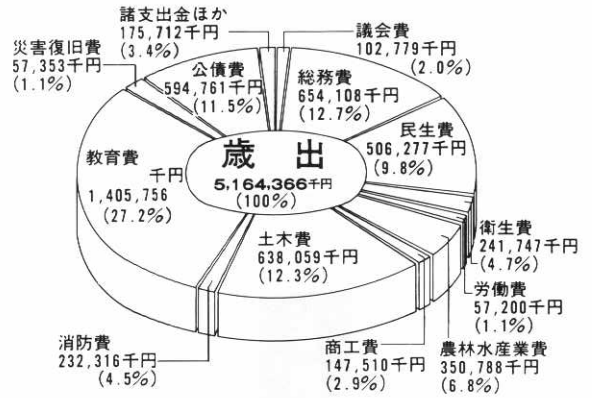 諸支出金ほか
175,712千円
(3.4%)
議会費
102,779千円
(2.0%)
災害復旧費
57,353千円
(1.1%)
公債費
594,761千円
(11.5%)
総務費
654,108千円
(12.7%)
民生費
506,277千円
(9.8%)
教育費
千円
1,405,756
(27.2%)
歳 出
5,164,366千円
(100%)
衛生費
241,747千円
(4.7%)
土木費
638,059千円
(12.3%)
労働費
57,200千円
(1.1%)
消防費
232,316千円
(4.5%)
商工費
147,510千円
(2.9%)
農林水産業費
350,788千円
(6.8%)